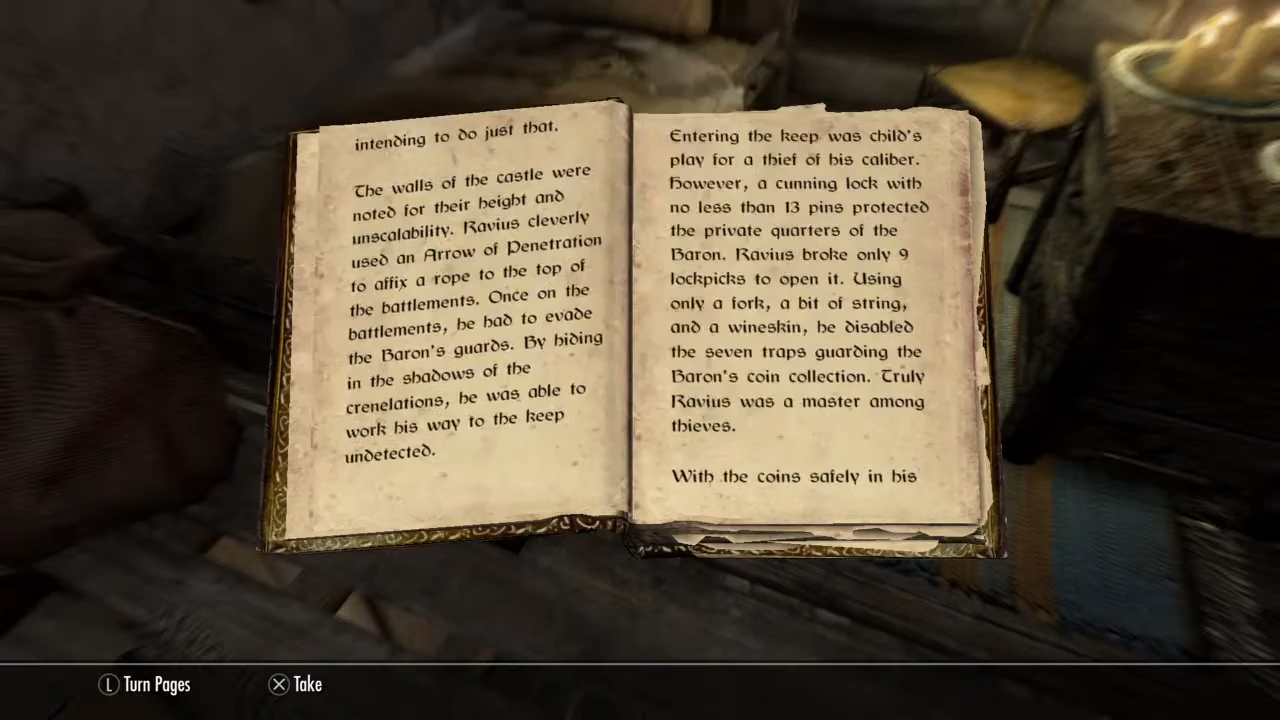 intending to do just that.
The walls of the castle were
noted for their height and
unscalability. Ravius cleverly
used an Arrow of Penetration
to affix a rope to the top of
the battlements. Once on the
battlements, he had to evade
the Baron's guards. By hiding
in the shadows of the
crenelations, he was able to
work his way to the keep
undetected.
Entering the keep was child's
play for a thief of his caliber.
However, a cunning lock with
no less than 13 pins protected
the private quarters of the
Baron. Ravius broke only 9
lockpicks to open it. Using
only a fork, a bit of string,
and a wineskin, he disabled
the seven traps guarding the
Baron's coin collection. Truly
Ravius was a master among
thieves.
With the coins safely in his
L Turn Pages
X Take